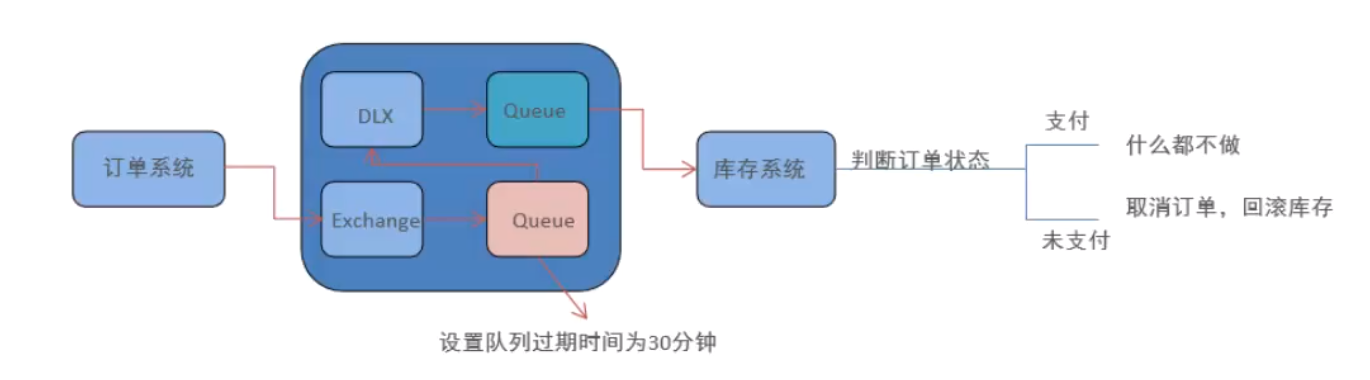 DLX
Queue
支付
什么都不做
订单系统
库存系统
判断订单状态
Exchange
Queue
取消订单，回滚库存
未支付
设置队列过期时间为30分钟